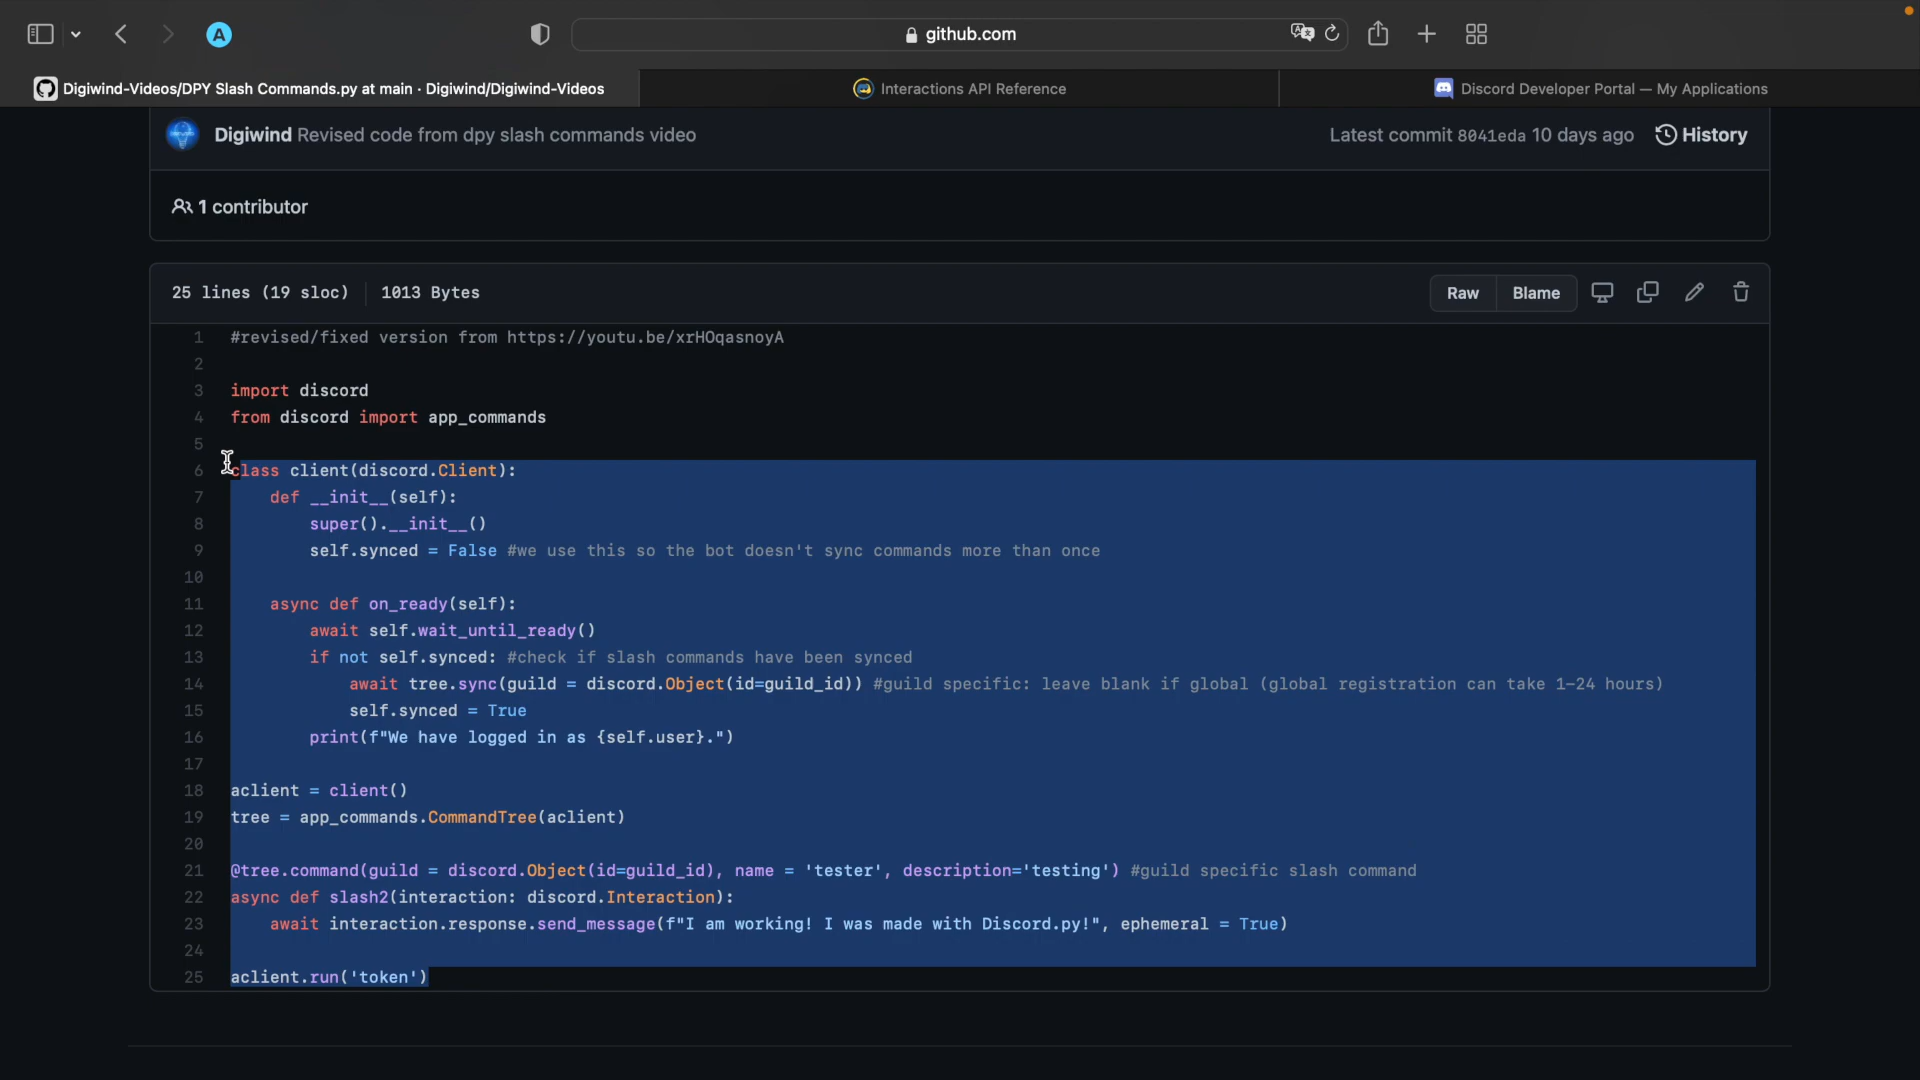 A
github.com
Digiwind-Videos/DPY Slash Commands.py at main · Digiwind/Digiwind-Videos
Interactions API Reference
Discord Developer Portal — My Applications
Digiwind Revised code from dpy slash commands video
Latest commit 8041eda 10 days ago
History
1 contributor
25 lines (19 sloc)
1013 Bytes
Raw
Blame
1 #revised/fixed version from https://youtu.be/xrHOqasnoyA
2
3 import discord
4 from discord import app_commands
5
6 class client(discord.Client):
7     def __init__(self):
8         super().__init__()
9         self.synced = False #we use this so the bot doesn't sync commands more than once
10
11     async def on_ready(self):
12         await self.wait_until_ready()
13         if not self.synced: #check if slash commands have been synced
14             await tree.sync(guild = discord.Object(id=guild_id)) #guild specific: leave blank if global (global registration can take 1-24 hours)
15             self.synced = True
16         print(f"We have logged in as {self.user}.")
17
18 aclient = client()
19 tree = app_commands.CommandTree(aclient)
20
21 @tree.command(guild = discord.Object(id=guild_id), name = 'tester', description='testing') #guild specific slash command
22 async def slash2(interaction: discord.Interaction):
23     await interaction.response.send_message(f"I am working! I was made with Discord.py!", ephemeral = True)
24
25 aclient.run('token')